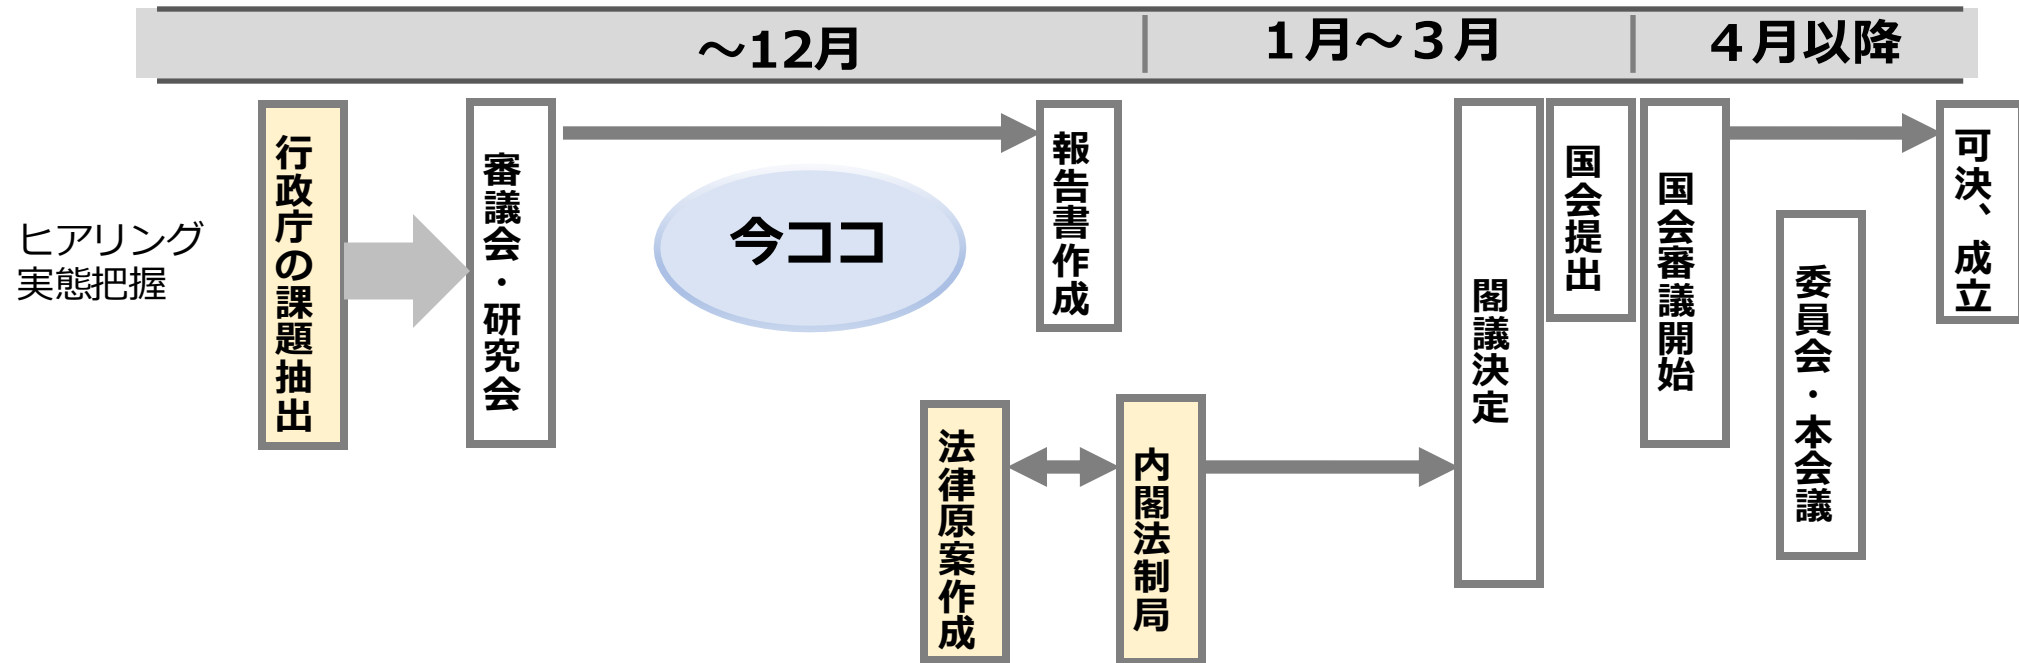 ～12月
１月～３月
４月以降
ヒアリング
実態把握
行政庁の課題抽出
審議会・研究会
今ココ
報告書作成
法律原案作成
内閣法制局
閣議決定
国会提出
国会審議開始
委員会・本会議
可決、成立